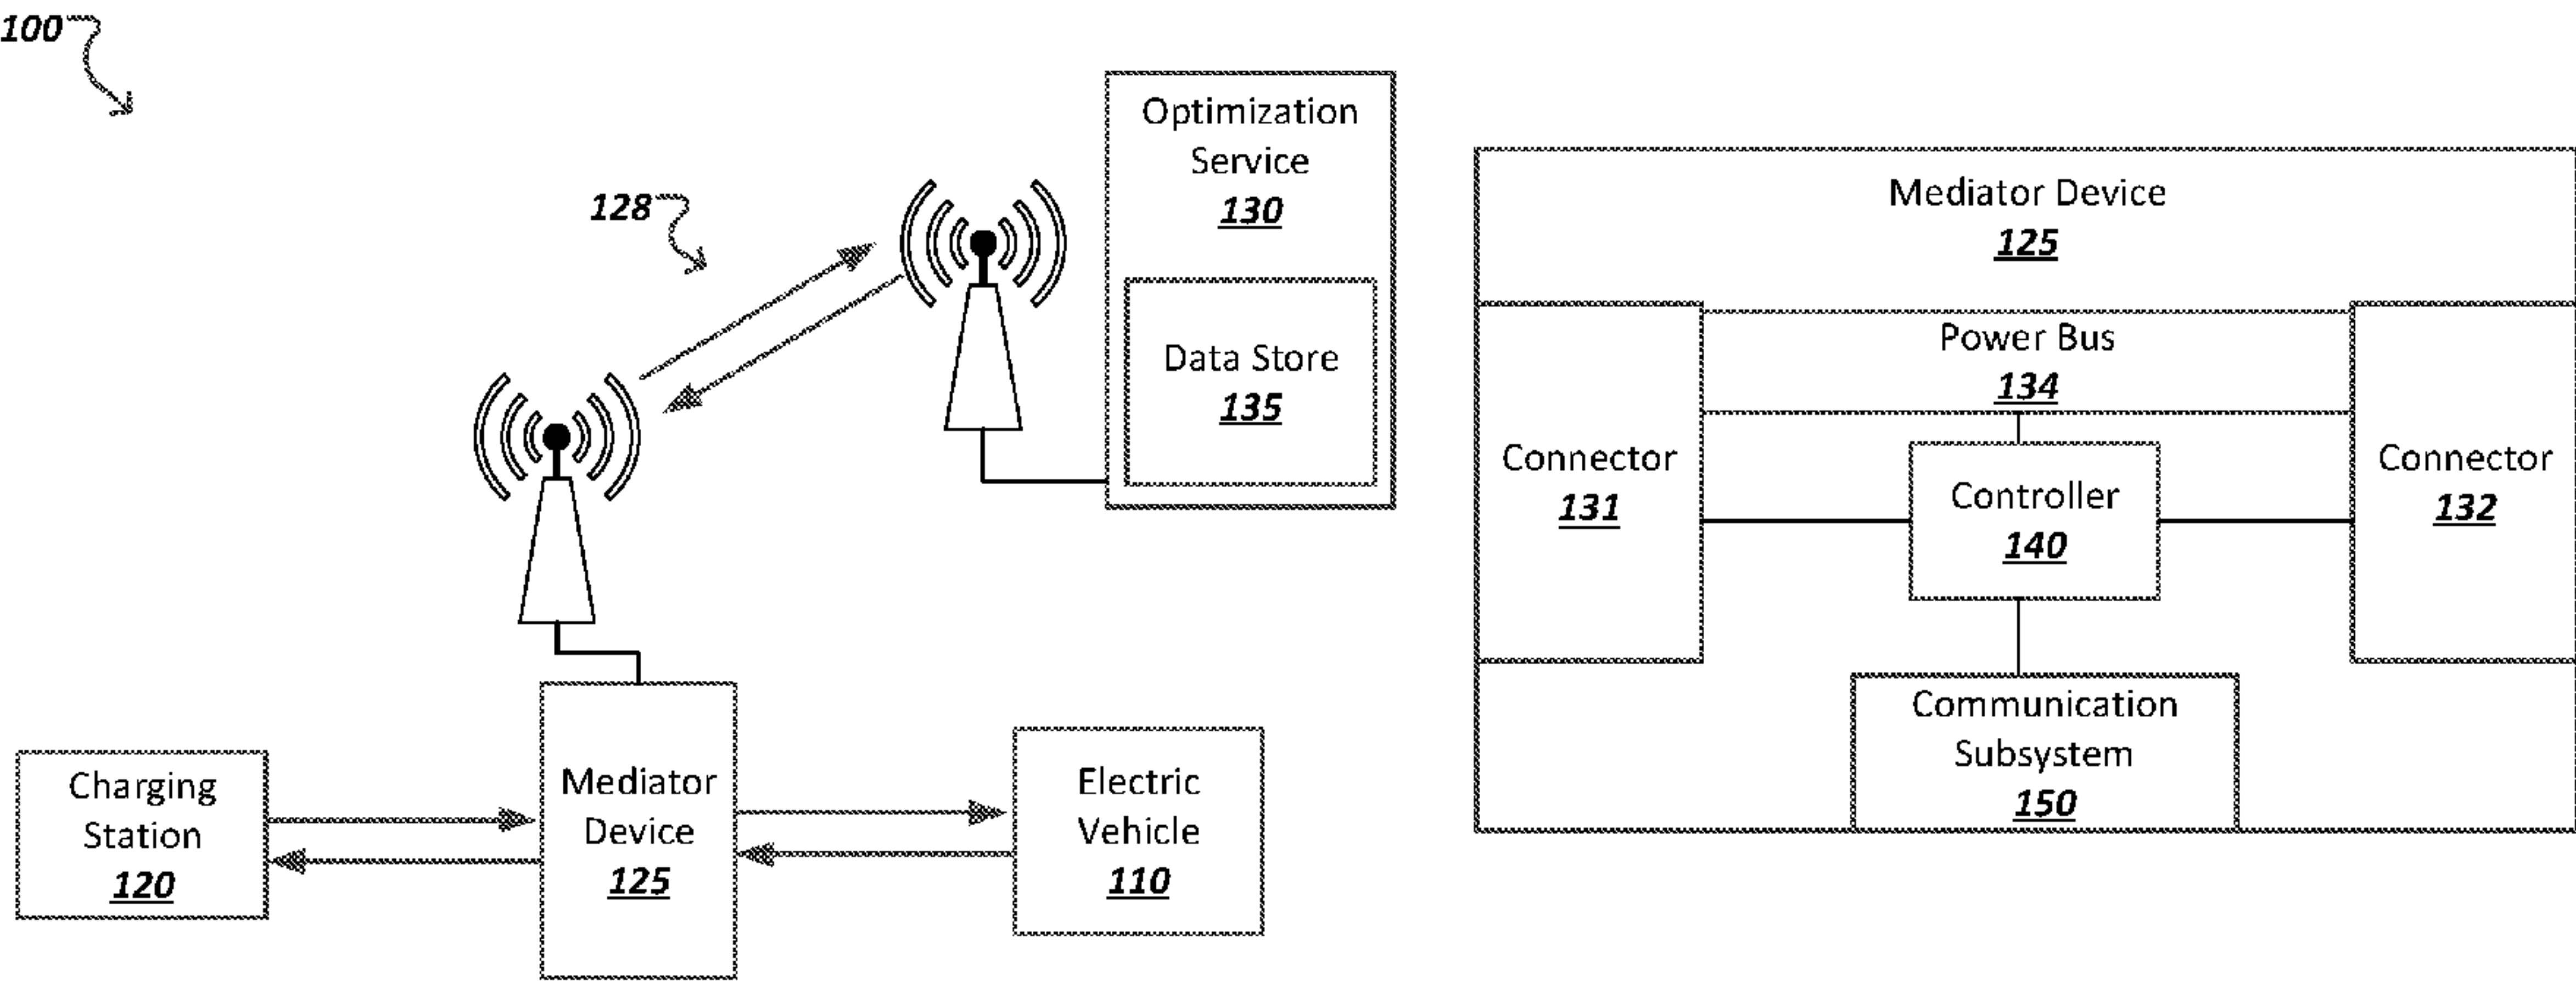 100
128
Optimization
Service
130
Data Store
135
Charging
Station
120
Mediator
Device
125
Electric
Vehicle
110
Mediator Device
125
Power Bus
134
Connector
131
Controller
140
Connector
132
Communication
Subsystem
150